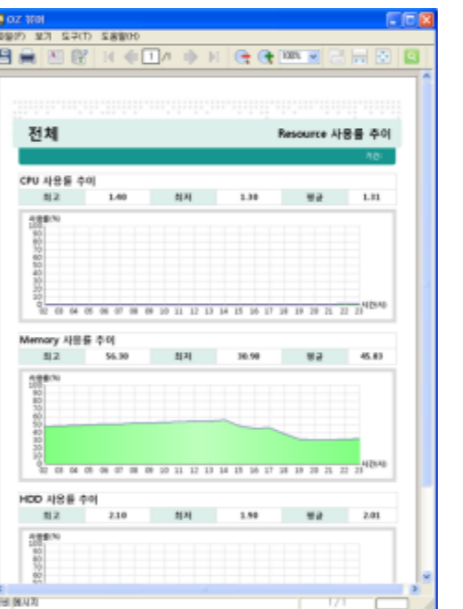 OZ 뷰어
보기 도구(T) 도움말(H)
1 /1 100%
전체 Resource 사용률 추이
기간:
CPU 사용률 추이
최고 1.40 최저 1.30 평균 1.31
사용률(%)
100
90
80
70
60
50
40
30
20
10
0
02 03 04 05 06 07 08 09 10 11 12 13 14 15 16 17 18 19 20 21 22 23 시간(시)
Memory 사용률 추이
최고 56.30 최저 30.90 평균 45.83
사용률(%)
100
90
80
70
60
50
40
30
20
10
0
02 03 04 05 06 07 08 09 10 11 12 13 14 15 16 17 18 19 20 21 22 23 시간(시)
HDD 사용률 추이
최고 2.10 최저 1.90 평균 2.01
사용률(%)
100
90
80
70
60
50
메시지 1 / 1